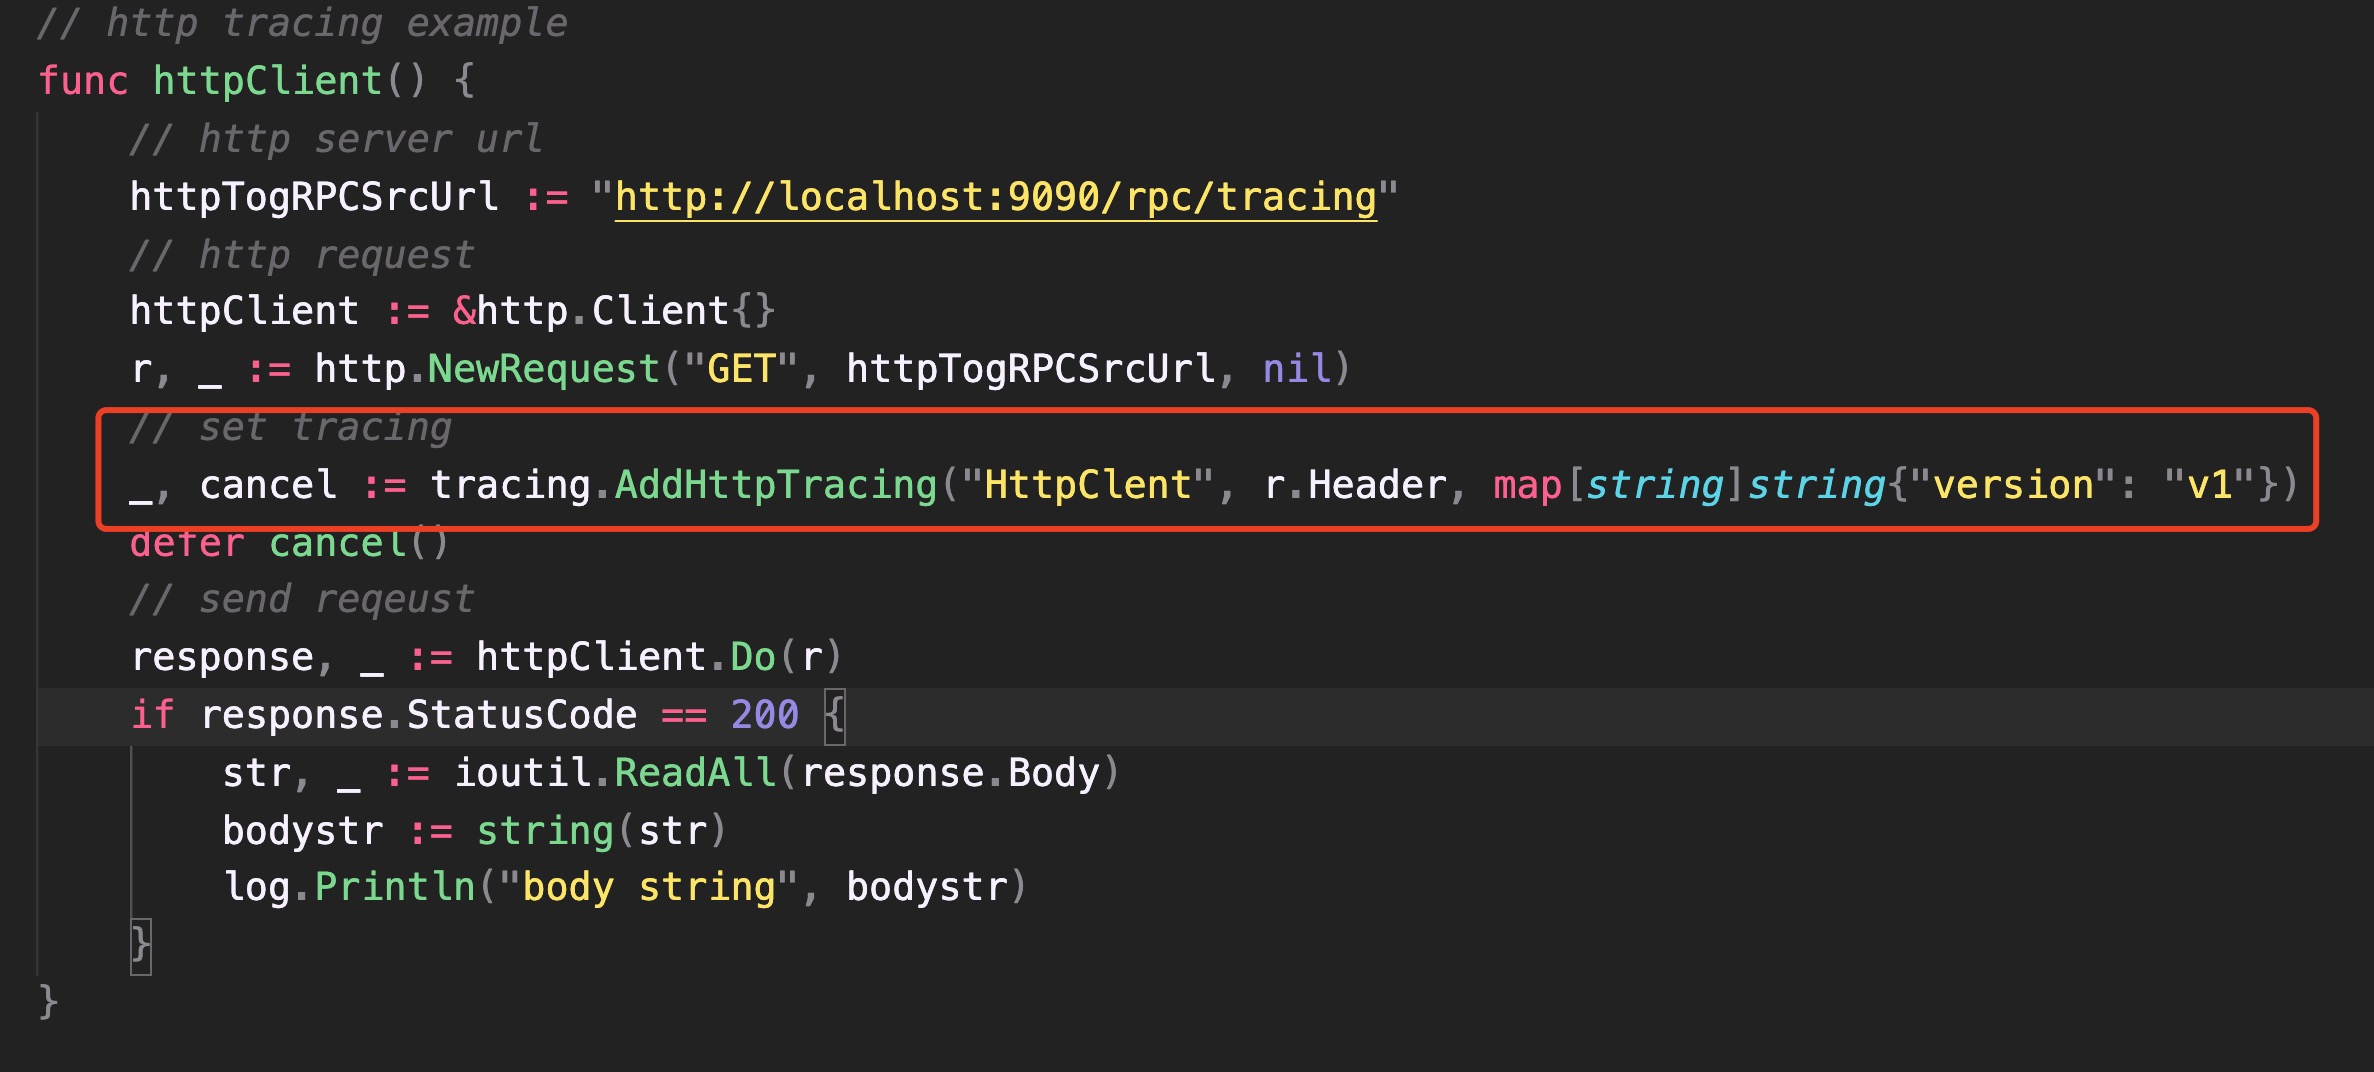 // http tracing example
func httpClient() {
// http server url
httpTogRPCSrcUrl := "http://localhost:9090/rpc/tracing"
// http request
httpClient := &http.Client{}
r, _ := http.NewRequest("GET", httpTogRPCSrcUrl, nil)
// set tracing
_, cancel := tracing.AddHttpTracing("HttpClent", r.Header, map[string]string{"version": "v1"})
defer cancel()
// send reqeust
response, _ := httpClient.Do(r)
if response.StatusCode == 200 {
str, _ := ioutil.ReadAll(response.Body)
bodystr := string(str)
log.Println("body string", bodystr)
}
}